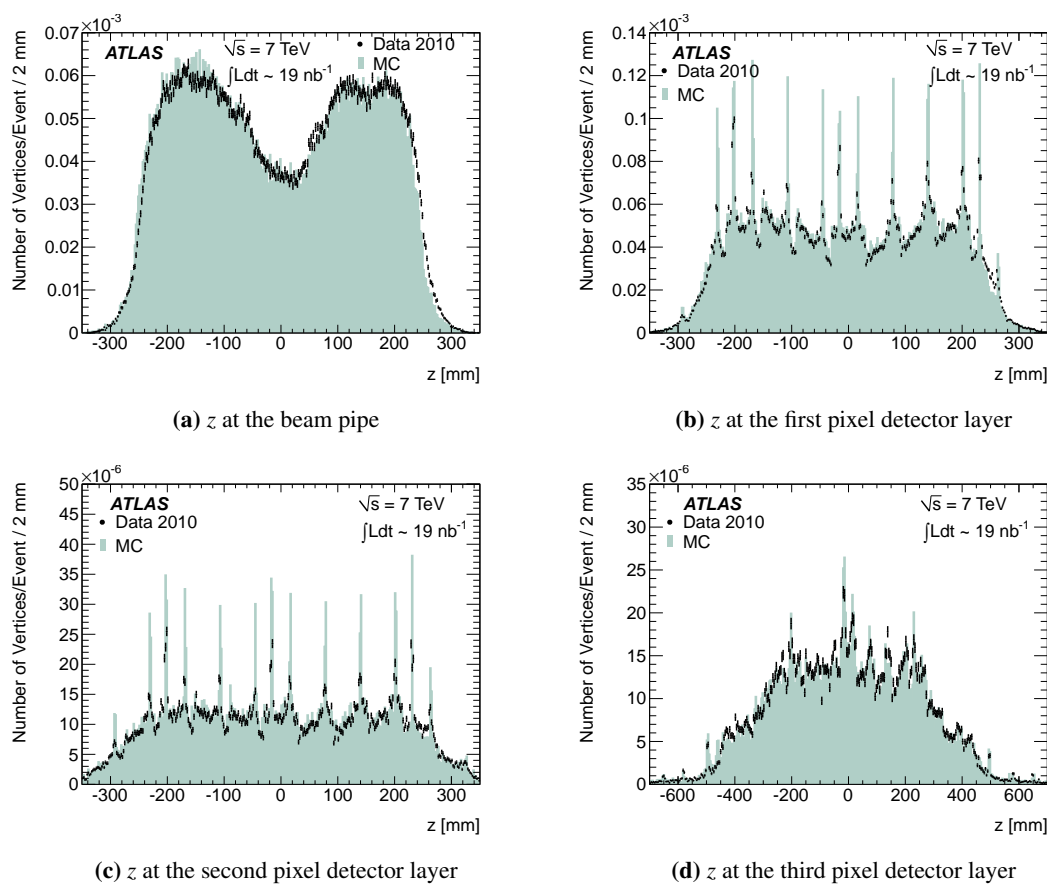 ×10⁻³
Number of Vertices/Event / 2 mm
0.07
0.06
0.05
0.04
0.03
0.02
0.01
0
ATLAS
√s = 7 TeV
∫Ldt ~ 19 nb⁻¹
Data 2010
MC
-300 -200 -100 0 100 200 300
z [mm]
(a) z at the beam pipe
×10⁻³
Number of Vertices/Event / 2 mm
0.14
0.12
0.1
0.08
0.06
0.04
0.02
0
ATLAS
√s = 7 TeV
Data 2010
∫Ldt ~ 19 nb⁻¹
MC
-300 -200 -100 0 100 200 300
z [mm]
(b) z at the first pixel detector layer
×10⁻⁶
Number of Vertices/Event / 2 mm
50
45
40
35
30
25
20
15
10
5
0
ATLAS
√s = 7 TeV
Data 2010
∫Ldt ~ 19 nb⁻¹
MC
-300 -200 -100 0 100 200 300
z [mm]
(c) z at the second pixel detector layer
×10⁻⁶
Number of Vertices/Event / 2 mm
35
30
25
20
15
10
5
0
ATLAS
√s = 7 TeV
Data 2010
∫Ldt ~ 19 nb⁻¹
MC
-600 -400 -200 0 200 400 600
z [mm]
(d) z at the third pixel detector layer